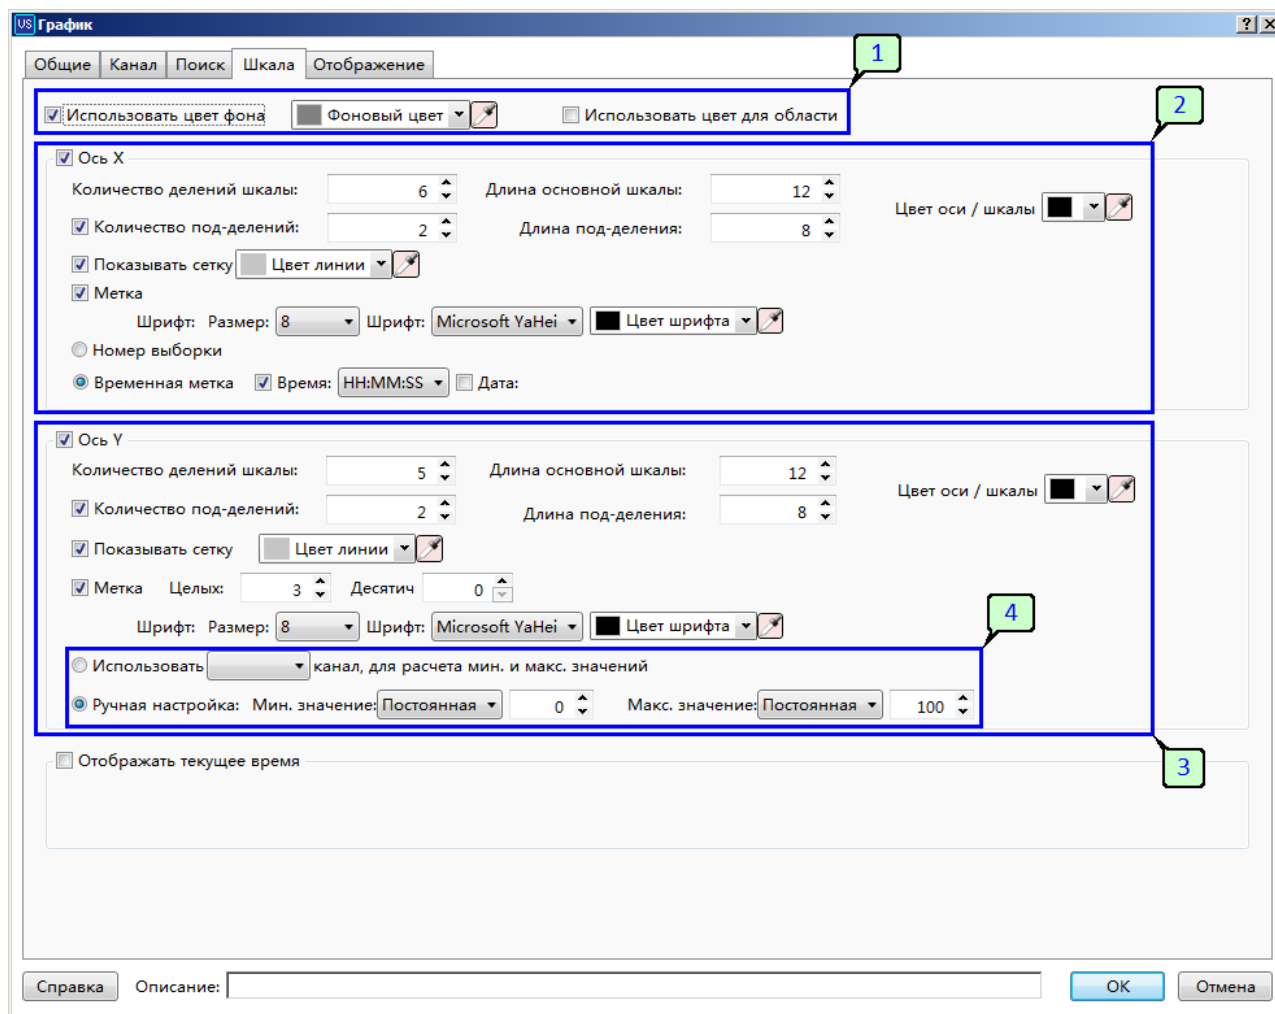 VS График ? X
Общие Канал Поиск Шкала Отображение
1
Использовать цвет фона Фоновый цвет Использовать цвет для области
2
Ось X
Количество делений шкалы: 6 Длина основной шкалы: 12
Цвет оси / шкалы
Количество под-делений: 2 Длина под-деления: 8
Показывать сетку Цвет линии
Метка
Шрифт: Размер: 8 Шрифт: Microsoft YaHei Цвет шрифта
Номер выборки
Временная метка Время: HH:MM:SS Дата:
Ось Y
Количество делений шкалы: 5 Длина основной шкалы: 12
Цвет оси / шкалы
Количество под-делений: 2 Длина под-деления: 8
Показывать сетку Цвет линии
Метка Целых: 3 Десятич 0
4
Шрифт: Размер: 8 Шрифт: Microsoft YaHei Цвет шрифта
Использовать канал, для расчета мин. и макс. значений
Ручная настройка: Мин. значение: Постоянная 0 Макс. значение: Постоянная 100
3
Отображать текущее время
Справка Описание: OK Отмена